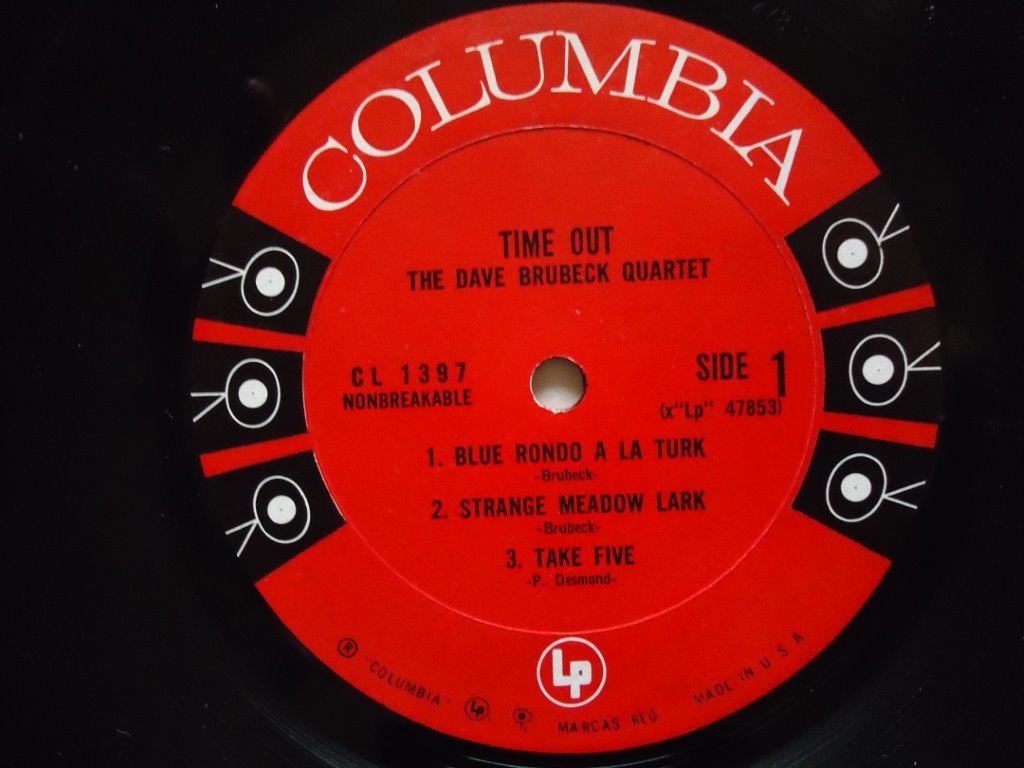 COLUMBIA
TIME OUT
THE DAVE BRUBECK QUARTET
CL 1397
NONBREAKABLE
SIDE 1
(x"Lp" 47853)
1. BLUE RONDO A LA TURK
-Brubeck-
2. STRANGE MEADOW LARK
-Brubeck-
3. TAKE FIVE
-P. Desmond-
LP
® "COLUMBIA" Lp. MARCAS REG. MADE IN U.S.A